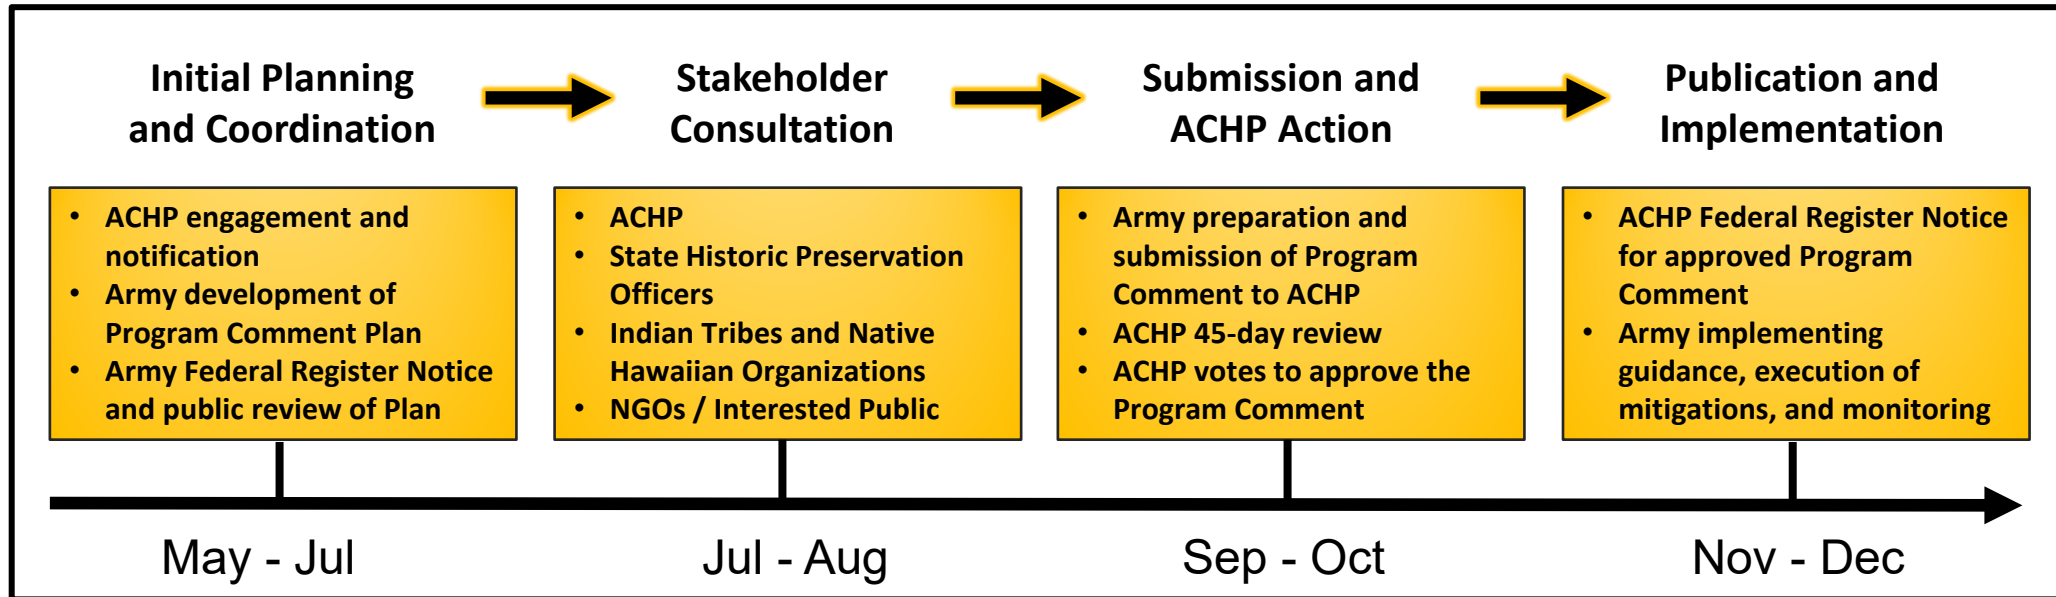 Initial Planning
and Coordination
Stakeholder
Consultation
Submission and
ACHP Action
Publication and
Implementation
• ACHP engagement and
notification
• Army development of
Program Comment Plan
• Army Federal Register Notice
and public review of Plan
• ACHP
• State Historic Preservation
Officers
• Indian Tribes and Native
Hawaiian Organizations
• NGOs / Interested Public
• Army preparation and
submission of Program
Comment to ACHP
• ACHP 45-day review
• ACHP votes to approve the
Program Comment
• ACHP Federal Register Notice
for approved Program
Comment
• Army implementing
guidance, execution of
mitigations, and monitoring
May - Jul
Jul - Aug
Sep - Oct
Nov - Dec